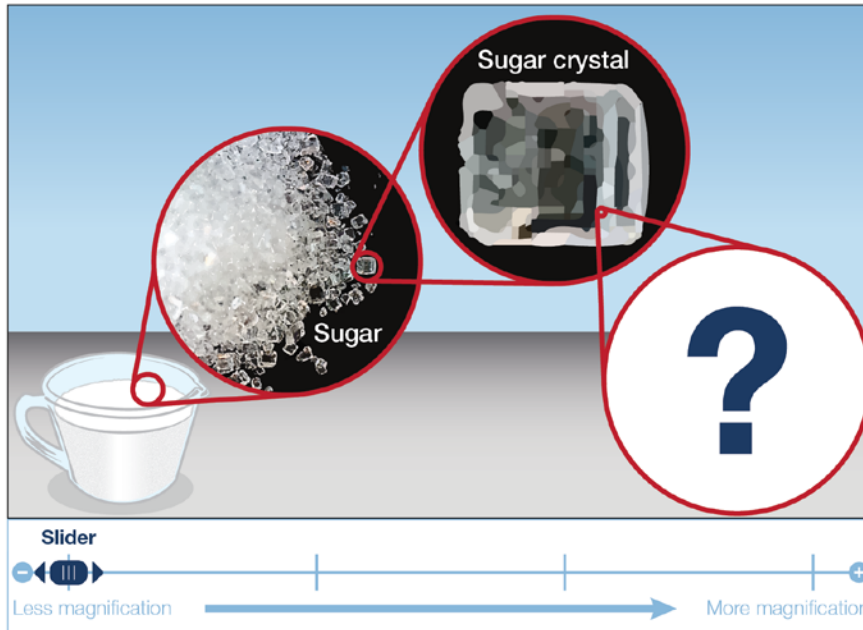 Sugar crystal
Sugar
?
Slider
Less magnification
More magnification